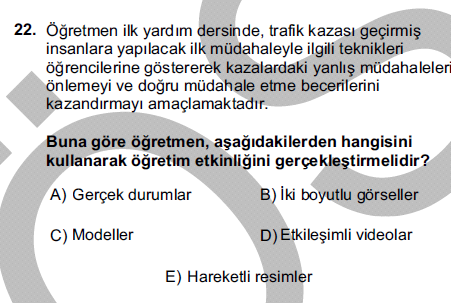 22. Öğretmen ilk yardım dersinde, trafik kazası geçirmiş
insanlara yapılacak ilk müdahaleyle ilgili teknikleri
öğrencilerine göstererek kazalardaki yanlış müdahaleleri
önlemeyi ve doğru müdahale etme becerilerini
kazandırmayı amaçlamaktadır.
Buna göre öğretmen, aşağıdakilerden hangisini
kullanarak öğretim etkinliğini gerçekleştirmelidir?
A) Gerçek durumlar B) İki boyutlu görseller
C) Modeller D) Etkileşimli videolar
E) Hareketli resimler